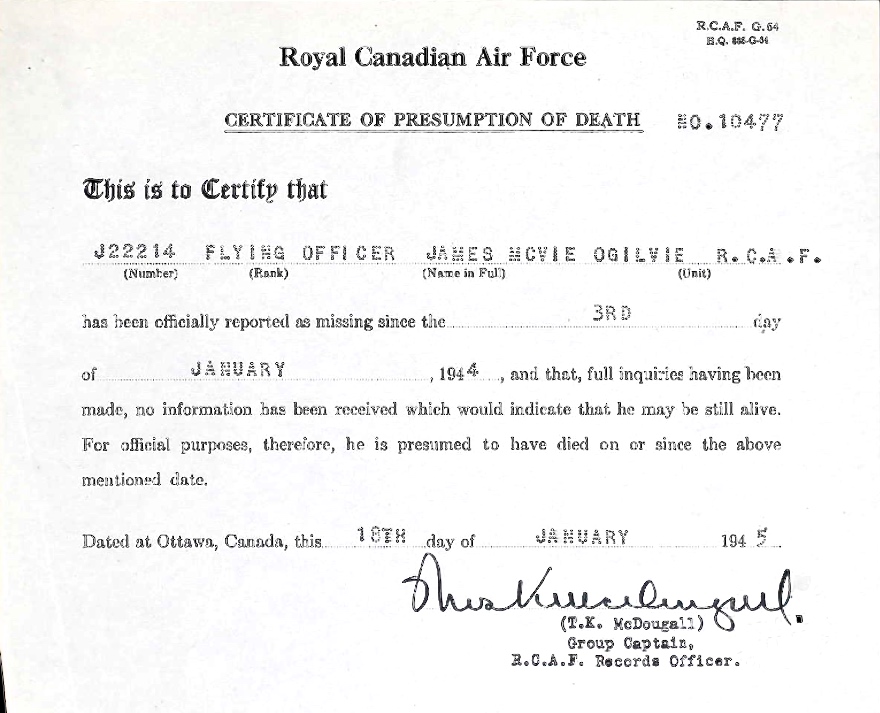 R.C.A.F. G.64
H.Q. 885-G-64
Royal Canadian Air Force
CERTIFICATE OF PRESUMPTION OF DEATH NO.10477
This is to Certify that
J22214 FLYING OFFICER JAMES MCVIE OGILVIE R.C.A.F.
(Number) (Rank) (Name in Full) (Unit)
has been officially reported as missing since the 3RD day
of JANUARY , 1944 , and that, full inquiries having been
made, no information has been received which would indicate that he may be still alive.
For official purposes, therefore, he is presumed to have died on or since the above
mentioned date.
Dated at Ottawa, Canada, this 18TH day of JANUARY 1945
(T.K. McDougall)
Group Captain,
R.C.A.F. Records Officer.